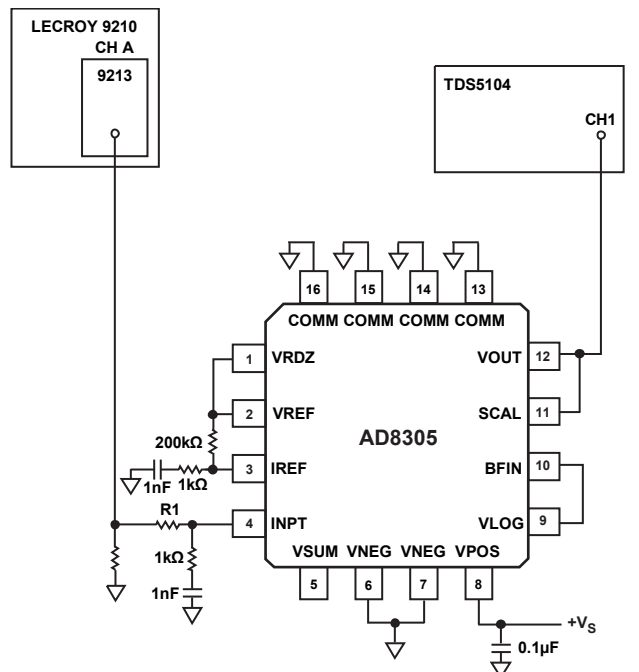 LECROY 9210
CH A
9213
TDS5104
CH1
16
15
14
13
COMM COMM COMM COMM
1
VRDZ
VOUT
12
2
VREF
SCAL
11
200kΩ
AD8305
3
IREF
BFIN
10
1nF
1kΩ
R1
4
INPT
VLOG
9
1kΩ
VSUM VNEG VNEG VPOS
1nF
5
6
7
8
+VS
0.1µF